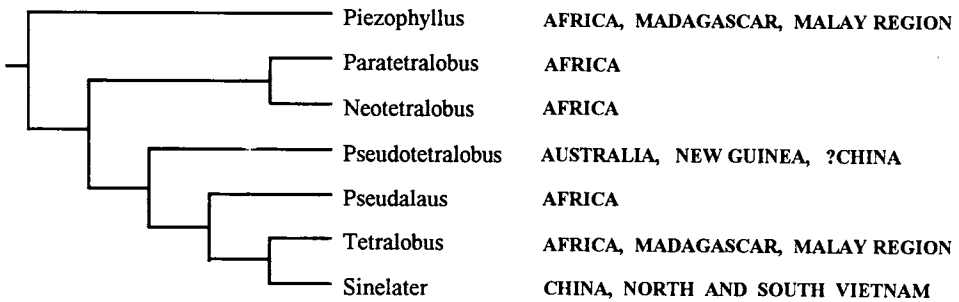 Piezophyllus AFRICA, MADAGASCAR, MALAY REGION
Paratetralobus AFRICA
Neotetralobus AFRICA
Pseudotetralobus AUSTRALIA, NEW GUINEA, ?CHINA
Pseudalaus AFRICA
Tetralobus AFRICA, MADAGASCAR, MALAY REGION
Sinelater CHINA, NORTH AND SOUTH VIETNAM